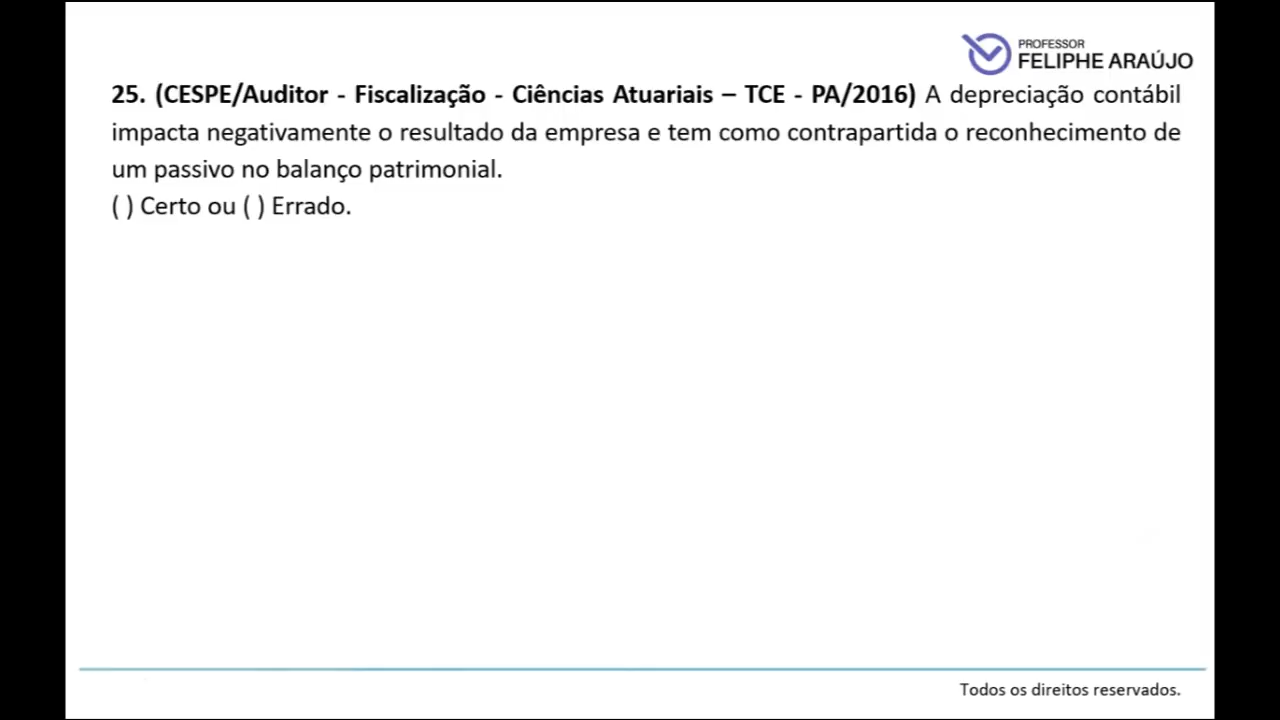 PROFESSOR
FELIPHE ARAÚJO
25. (CESPE/Auditor - Fiscalização - Ciências Atuariais – TCE - PA/2016) A depreciação contábil
impacta negativamente o resultado da empresa e tem como contrapartida o reconhecimento de
um passivo no balanço patrimonial.
( ) Certo ou ( ) Errado.
Todos os direitos reservados.